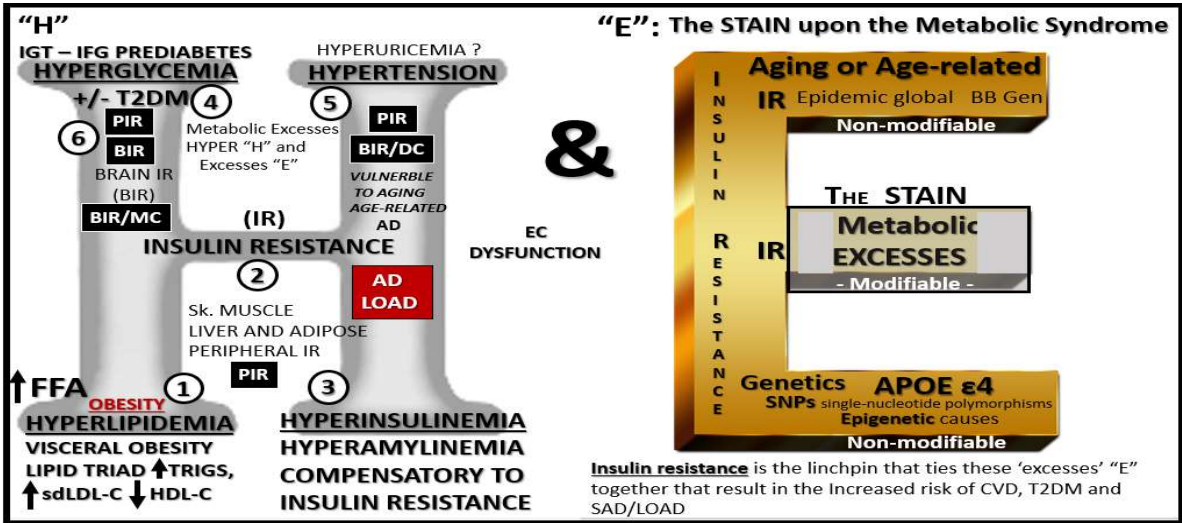 “H”
IGT – IFG PREDIABETES
HYPERGLYCEMIA
+/- T2DM
4
6
PIR
BIR
BRAIN IR
(BIR)
BIR/MC
Metabolic Excesses
HYPER “H” and
Excesses “E”
HYPERURICEMIA ?
HYPERTENSION
5
PIR
BIR/DC
VULNERBLE
TO AGING
AGE-RELATED
AD
(IR)
INSULIN RESISTANCE
2
AD
LOAD
Sk. MUSCLE
LIVER AND ADIPOSE
PERIPHERAL IR
PIR
↑FFA
1
OBESITY
HYPERLIPIDEMIA
VISCERAL OBESITY
LIPID TRIAD ↑TRIGS,
↑sdLDL-C ↓HDL-C
3
HYPERINSULINEMIA
HYPERAMYLINEMIA
COMPENSATORY TO
INSULIN RESISTANCE
&
EC
DYSFUNCTION
“E”: The STAIN upon the Metabolic Syndrome
INSULIN RESISTANCE
Aging or Age-related
IR Epidemic global BB Gen
Non-modifiable
THE STAIN
IR
Metabolic
EXCESSES
- Modifiable -
Genetics APOE ε4
SNPs single-nucleotide polymorphisms
Epigenetic causes
Non-modifiable
Insulin resistance is the linchpin that ties these ‘excesses’ “E”
together that result in the Increased risk of CVD, T2DM and
SAD/LOAD